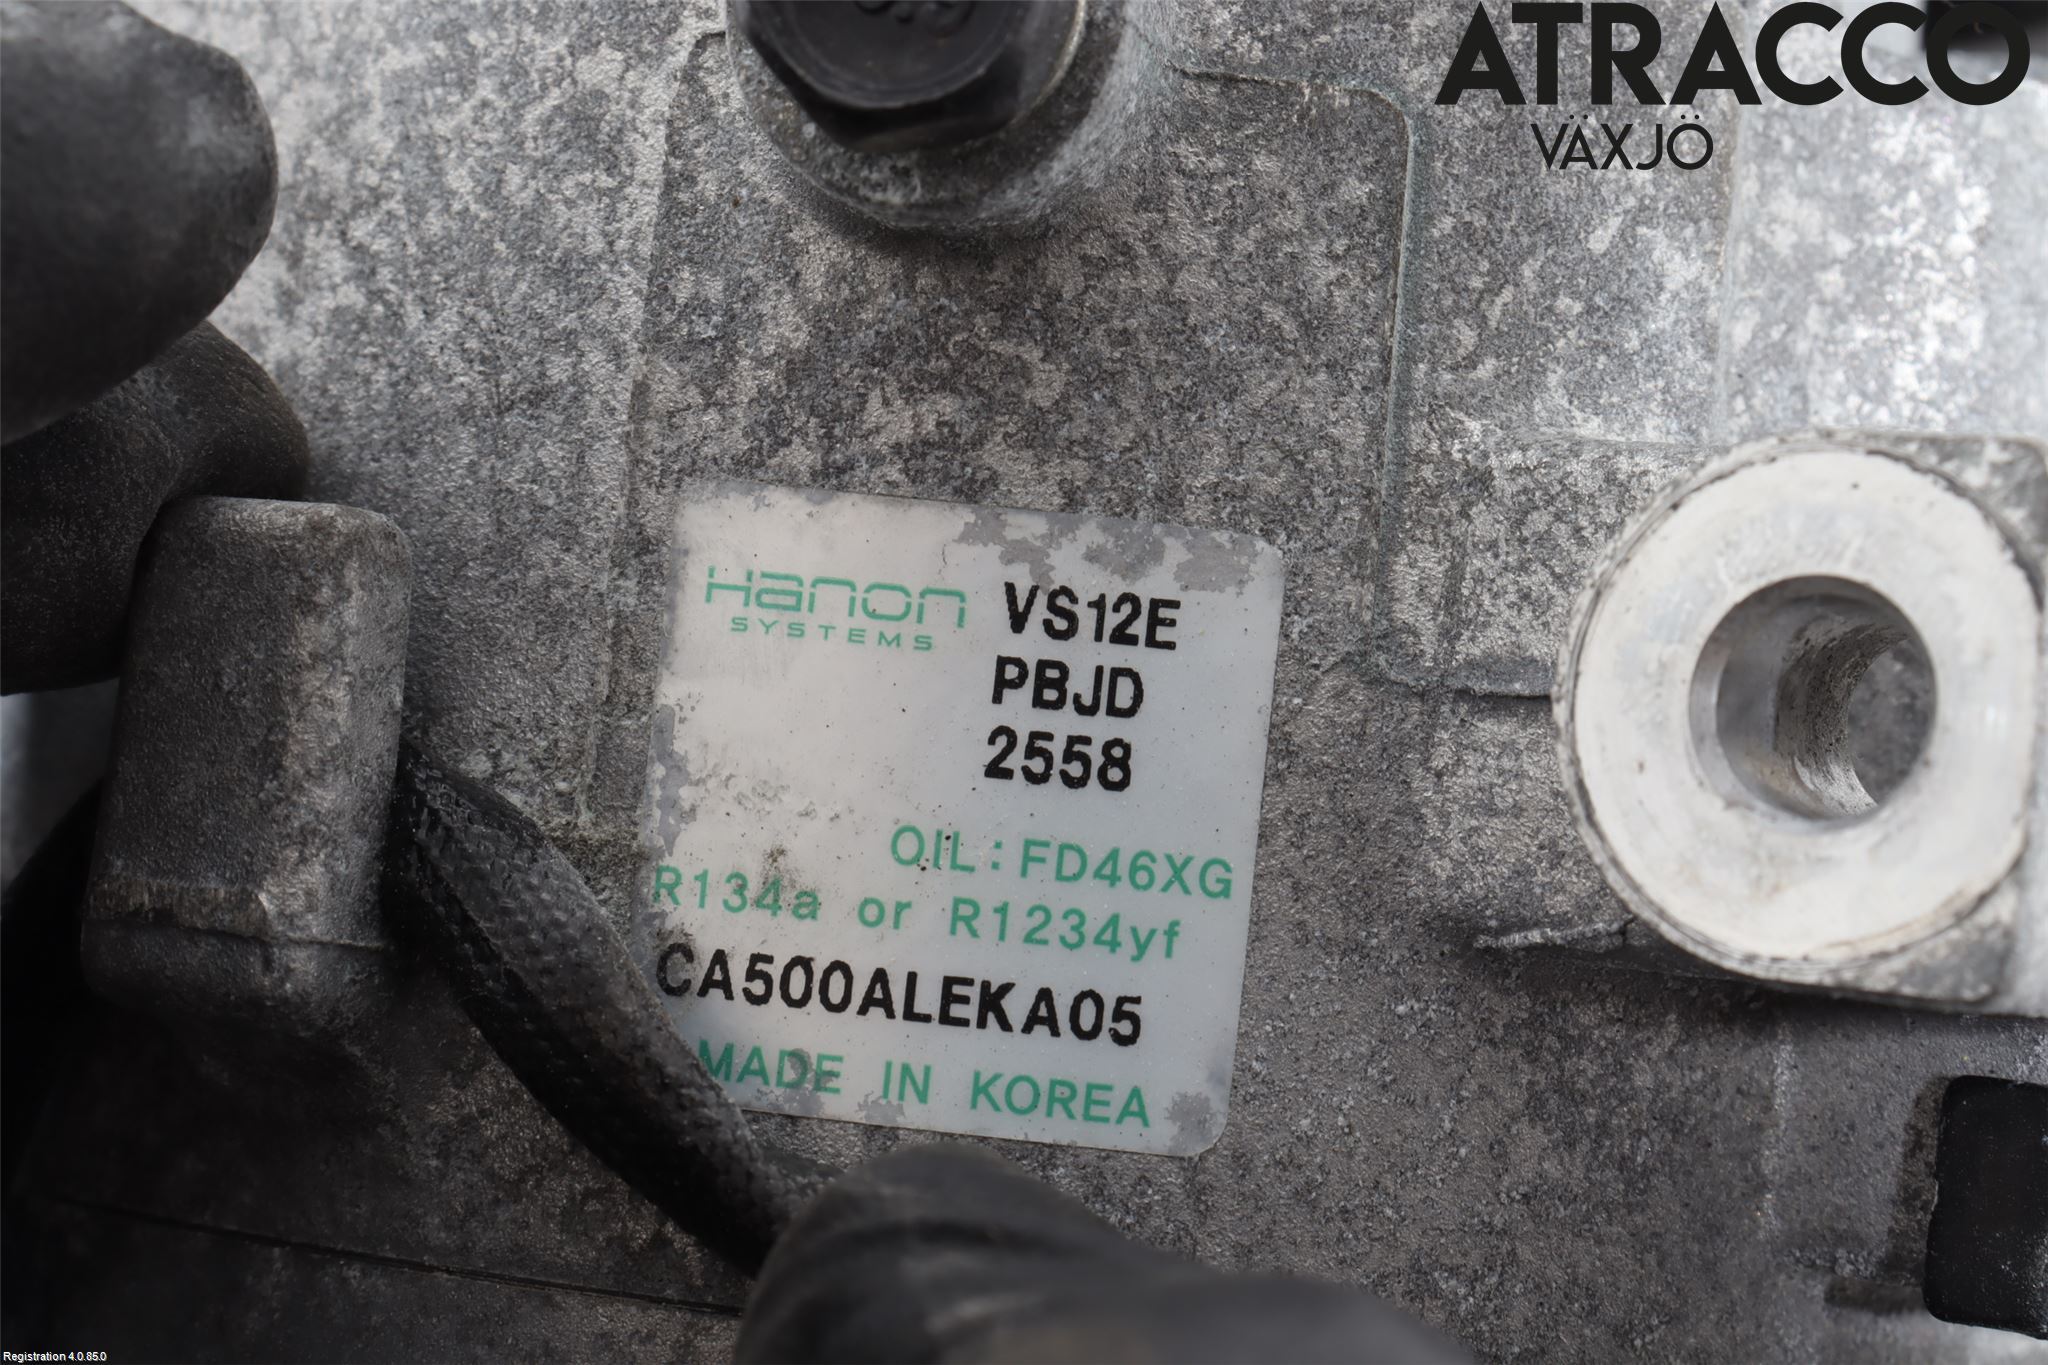 ATRACCO
VÄXJÖ
Hanon VS12E
SYSTEMS
PBJD
2558
OIL: FD46XG
R134a or R1234yf
CA500ALEKA05
MADE IN KOREA
Registration 4.0.85.0